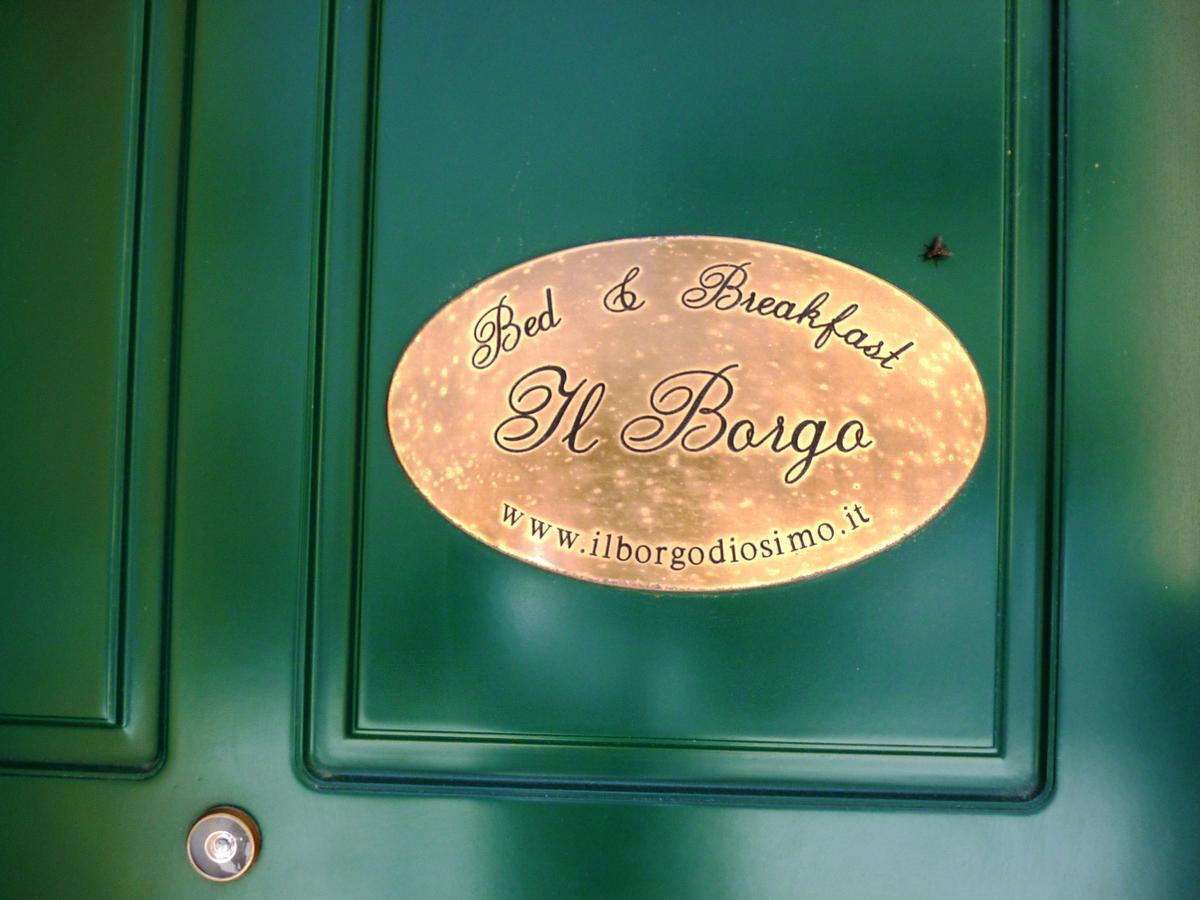 Bed & Breakfast
Il Borgo
www.ilborgodiosimo.it